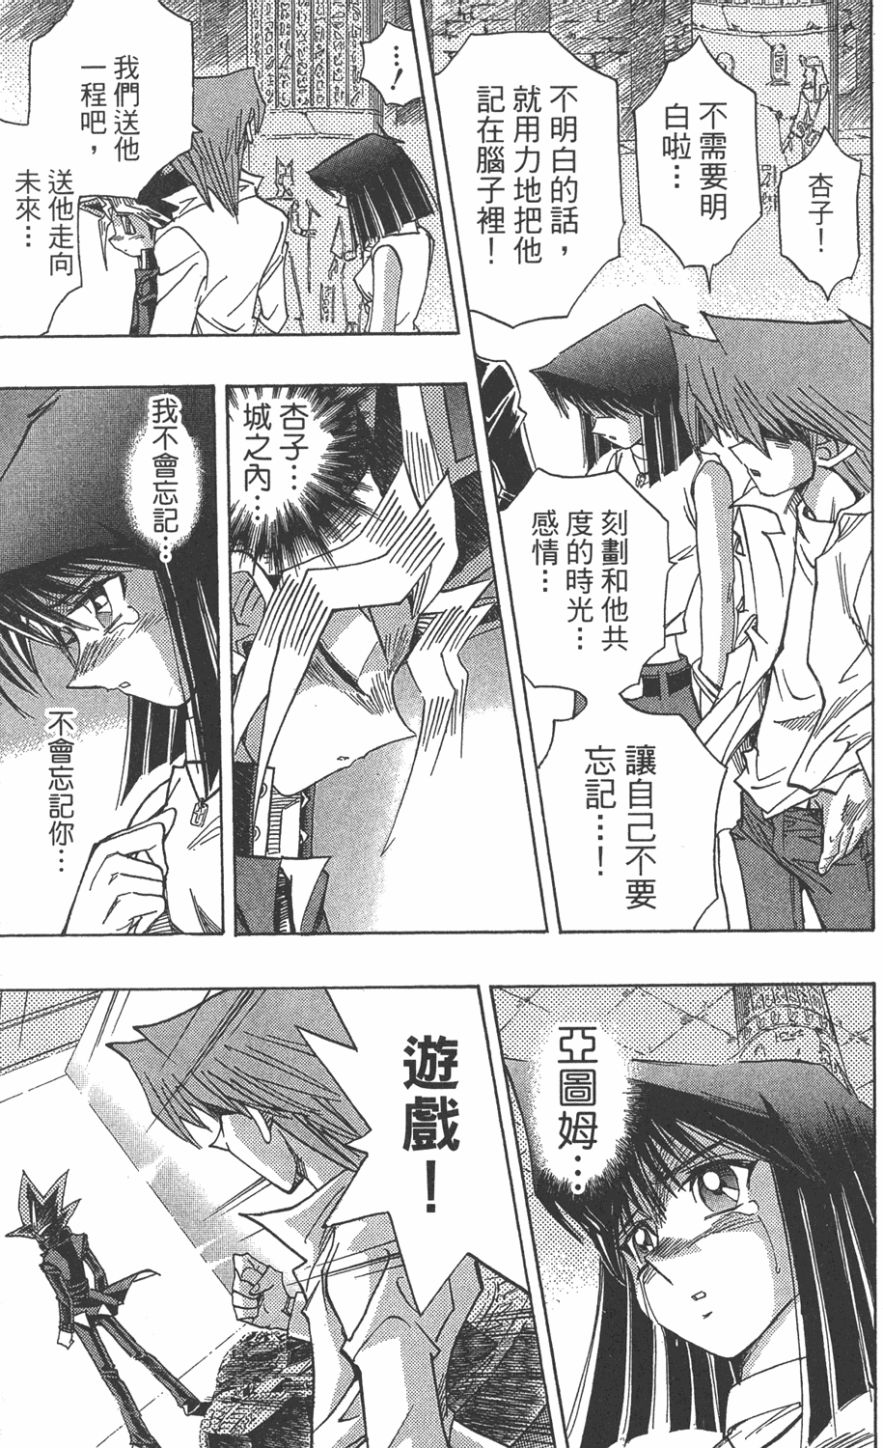 杏子！
不需要明
白啦…
不明白的話，
就用力地把他
記在腦子裡！
刻劃和他共
度的時光…
感情…
讓自己不要
忘記…！
…！
我們送他
一程吧，
送他走向
未來…
杏子…
城之內…
我不會忘記…
不會忘記你…
亞圖姆…
遊戲！